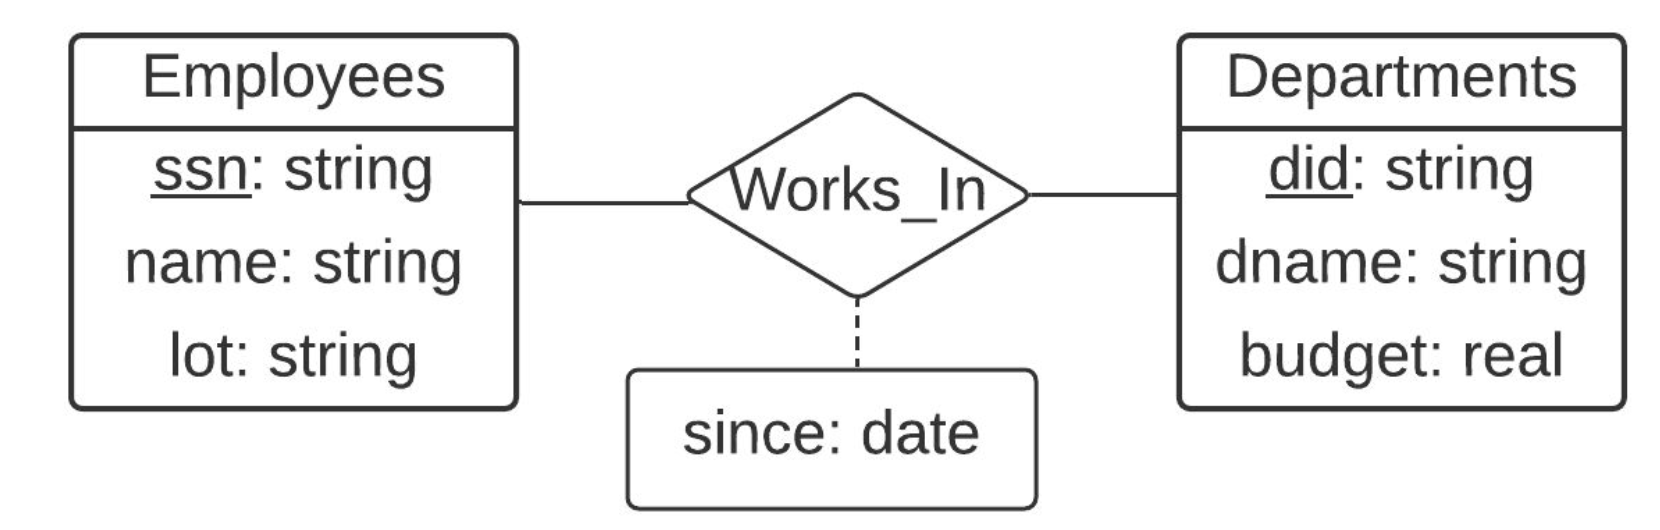 Employees
ssn: string
name: string
lot: string
Works_In
since: date
Departments
did: string
dname: string
budget: real